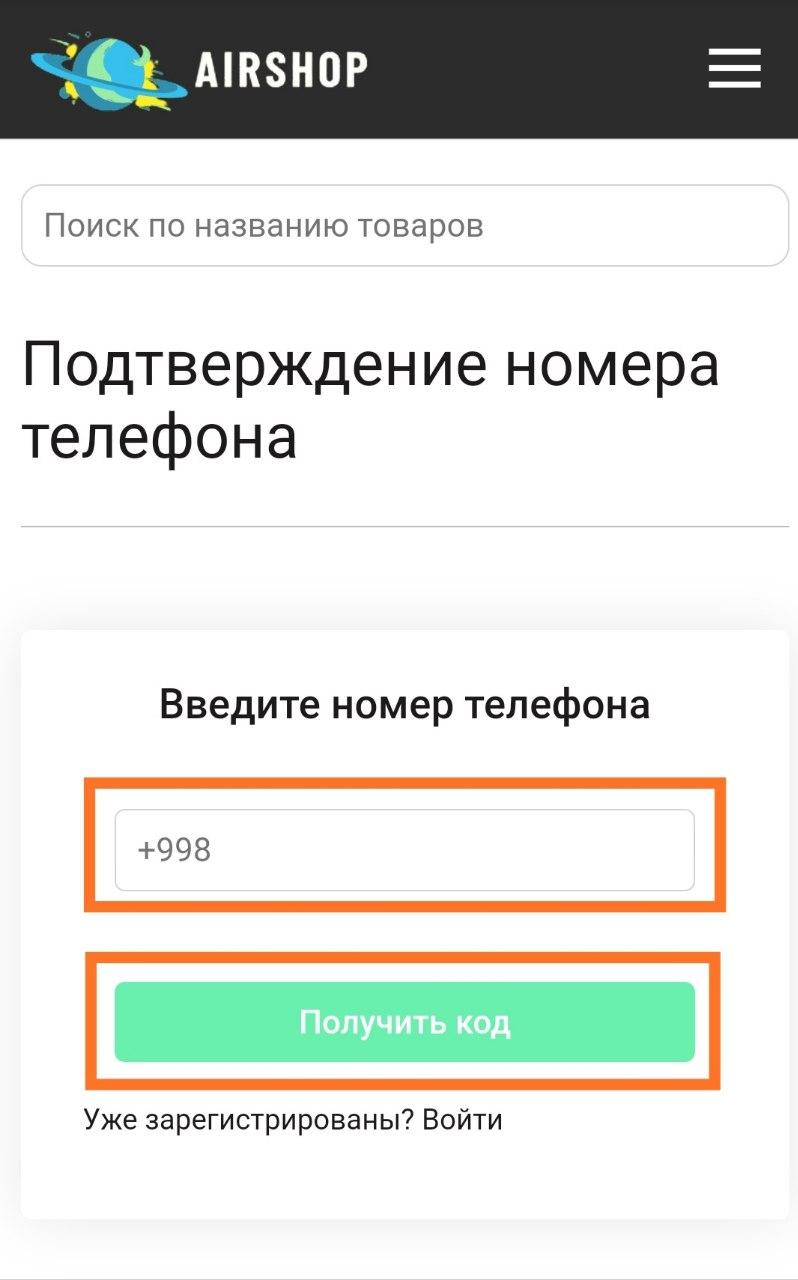 AIRSHOP
Поиск по названию товаров
Подтверждение номера
телефона
Введите номер телефона
+998
Получить код
Уже зарегистрированы? Войти